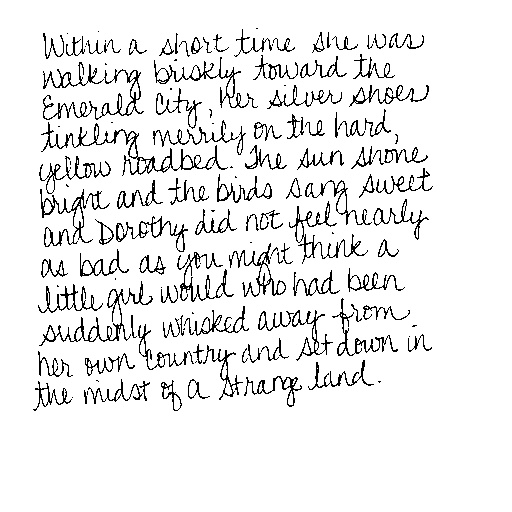 Within a short time she was
walking briskly toward the
Emerald City, her silver shoes
tinkling merrily on the hard,
yellow roadbed. The sun shone
bright and the birds sang sweet
and Dorothy did not feel nearly
as bad as you might think a
little girl would who had been
suddenly whisked away from
her own country and set down in
the midst of a strange land.